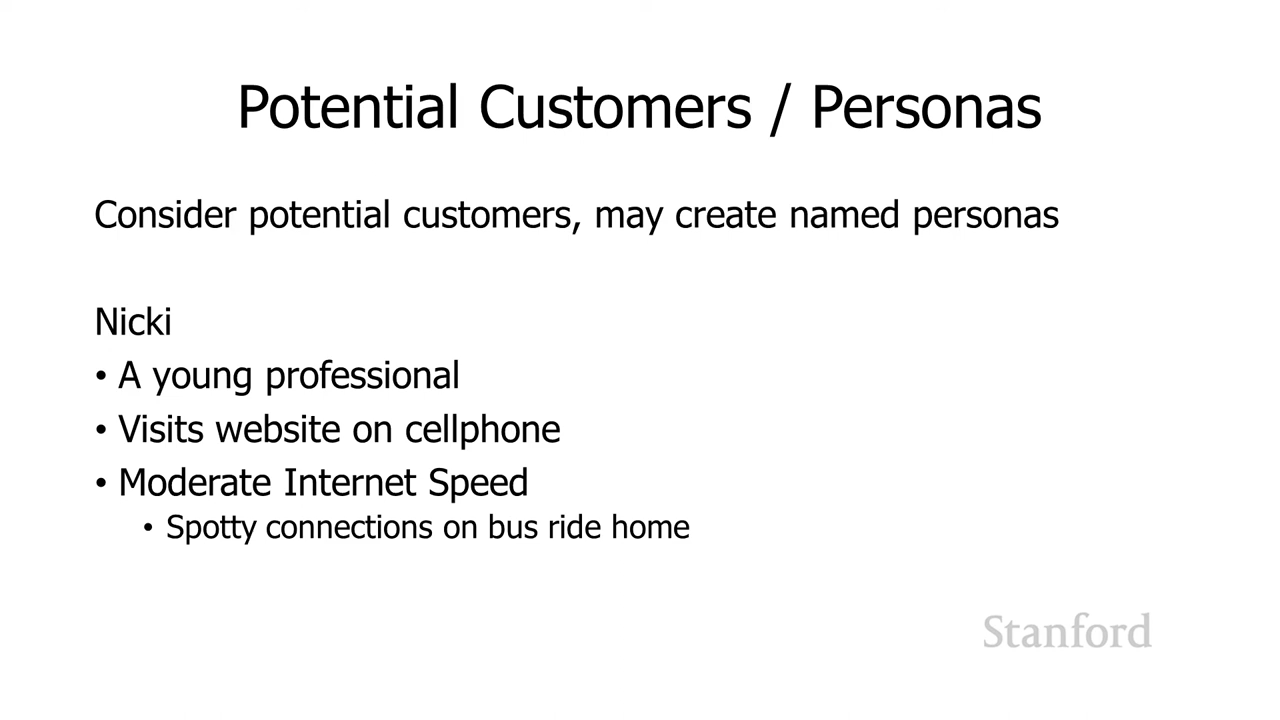 Potential Customers / Personas
Consider potential customers, may create named personas
Nicki
• A young professional
• Visits website on cellphone
• Moderate Internet Speed
• Spotty connections on bus ride home
Stanford